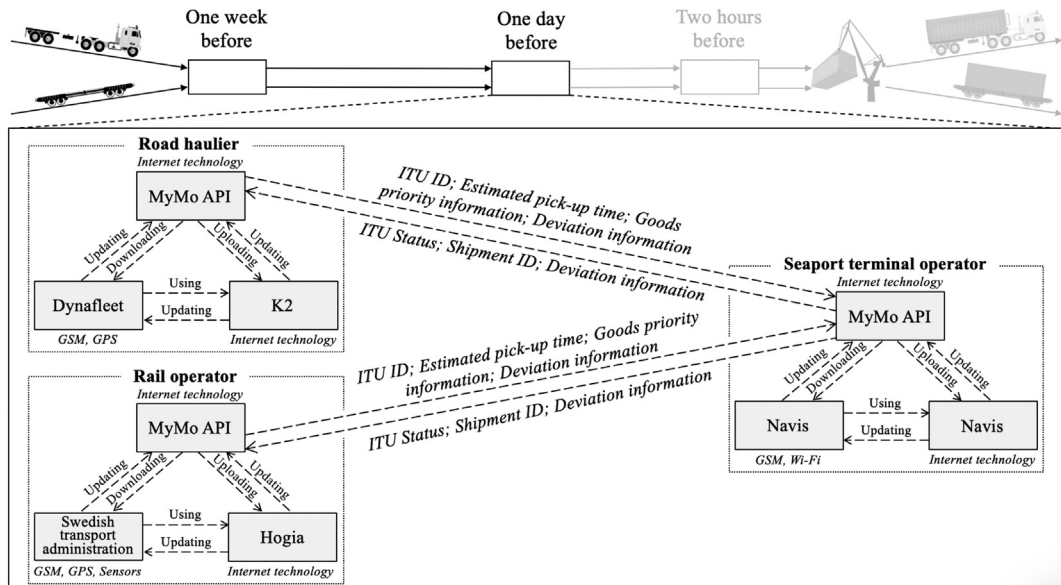 One week
before
One day
before
Two hours
before
Road haulier
Internet technology
MyMo API
Updating
Downloading
Uploading
Updating
Dynafleet
Using
Updating
K2
GSM, GPS
Internet technology
ITU ID; Estimated pick-up time; Goods
priority information; Deviation information
ITU Status; Shipment ID; Deviation information
Rail operator
Internet technology
MyMo API
Updating
Downloading
Uploading
Updating
Swedish
transport
administration
Using
Updating
Hogia
GSM, GPS, Sensors
Internet technology
ITU ID; Estimated pick-up time; Goods priority
information; Deviation information
ITU Status; Shipment ID; Deviation information
Seaport terminal operator
Internet technology
MyMo API
Updating
Downloading
Uploading
Updating
Navis
Using
Updating
Navis
GSM, Wi-Fi
Internet technology